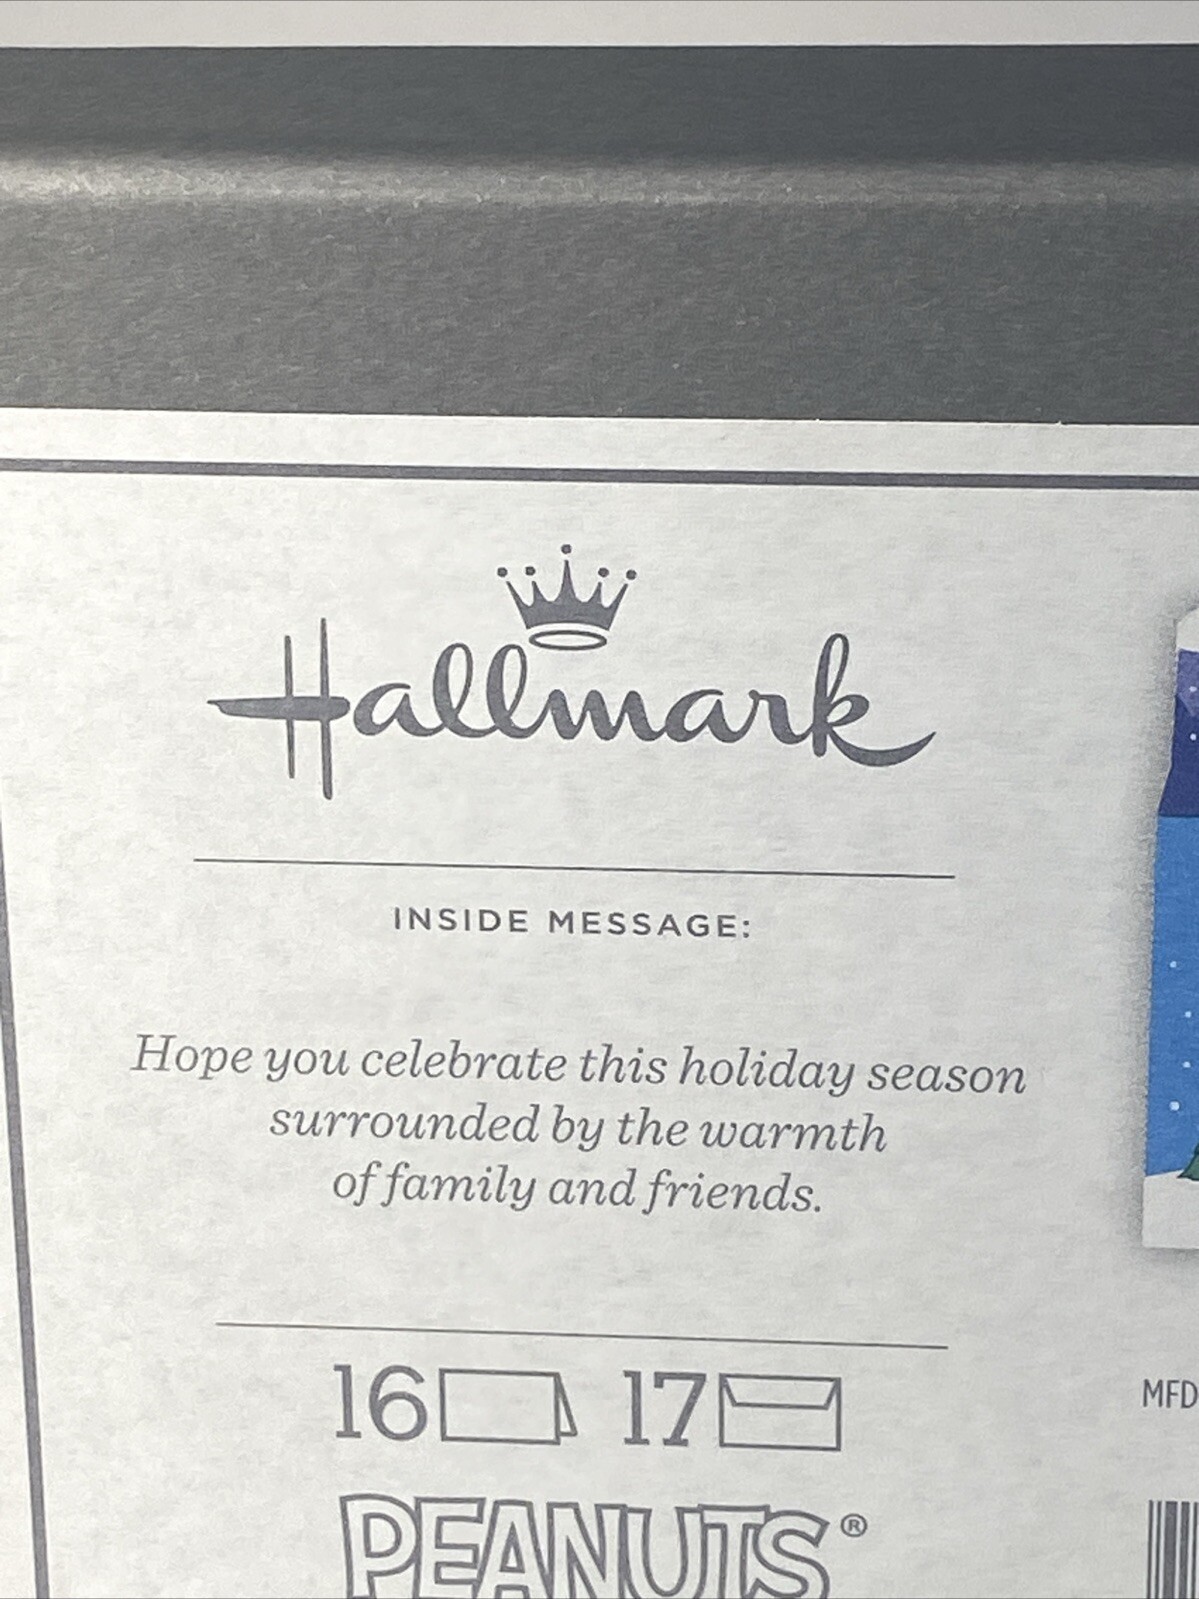 Hallmark
INSIDE MESSAGE:
Hope you celebrate this holiday season
surrounded by the warmth
of family and friends.
16 17
PEANUTS®
MFD